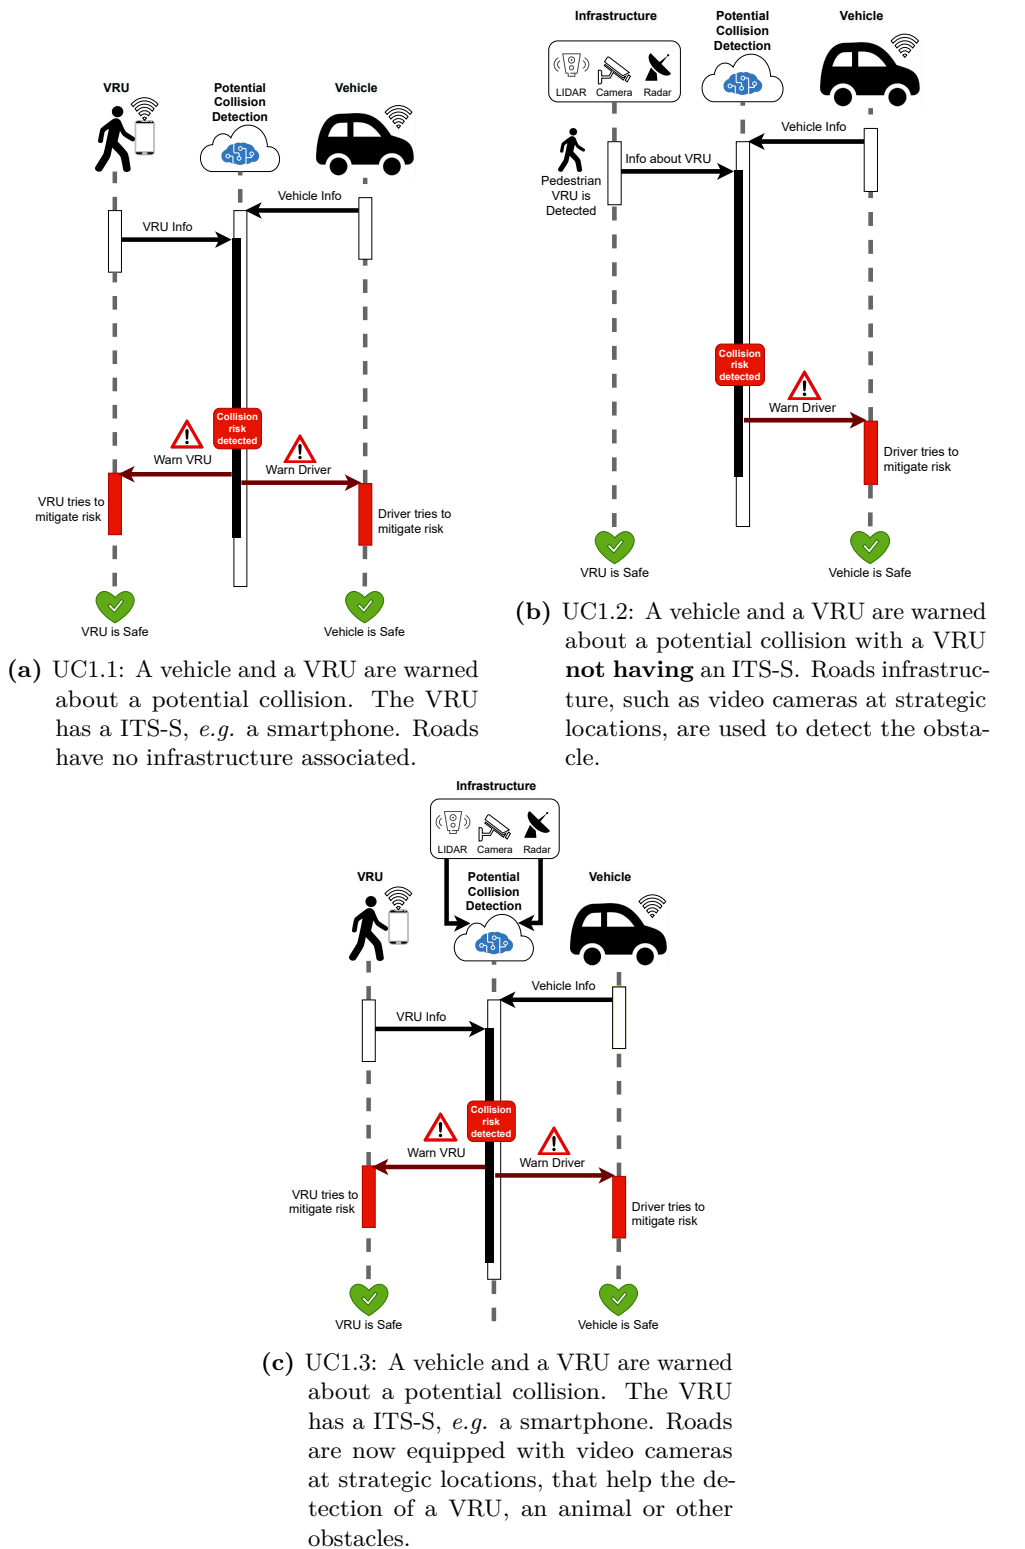 VRU
Potential
Collision
Detection
Vehicle
Vehicle Info
VRU Info
Collision
risk
detected
Warn VRU
Warn Driver
VRU tries to
mitigate risk
Driver tries to
mitigate risk
VRU is Safe
Vehicle is Safe
(a) UC1.1: A vehicle and a VRU are warned
about a potential collision. The VRU
has a ITS-S, e.g. a smartphone. Roads
have no infrastructure associated.
Infrastructure
LIDAR Camera Radar
Potential
Collision
Detection
Vehicle
Vehicle Info
Info about VRU
Pedestrian
VRU is
Detected
Collision
risk
detected
Warn Driver
Driver tries to
mitigate risk
VRU is Safe
Vehicle is Safe
(b) UC1.2: A vehicle and a VRU are warned
about a potential collision with a VRU
not having an ITS-S. Roads infrastruc-
ture, such as video cameras at strategic
locations, are used to detect the obsta-
cle.
Infrastructure
LIDAR Camera Radar
VRU
Potential
Collision
Detection
Vehicle
Vehicle Info
VRU Info
Collision
risk
detected
Warn VRU
Warn Driver
VRU tries to
mitigate risk
Driver tries to
mitigate risk
VRU is Safe
Vehicle is Safe
(c) UC1.3: A vehicle and a VRU are warned
about a potential collision. The VRU
has a ITS-S, e.g. a smartphone. Roads
are now equipped with video cameras
at strategic locations, that help the de-
tection of a VRU, an animal or other
obstacles.